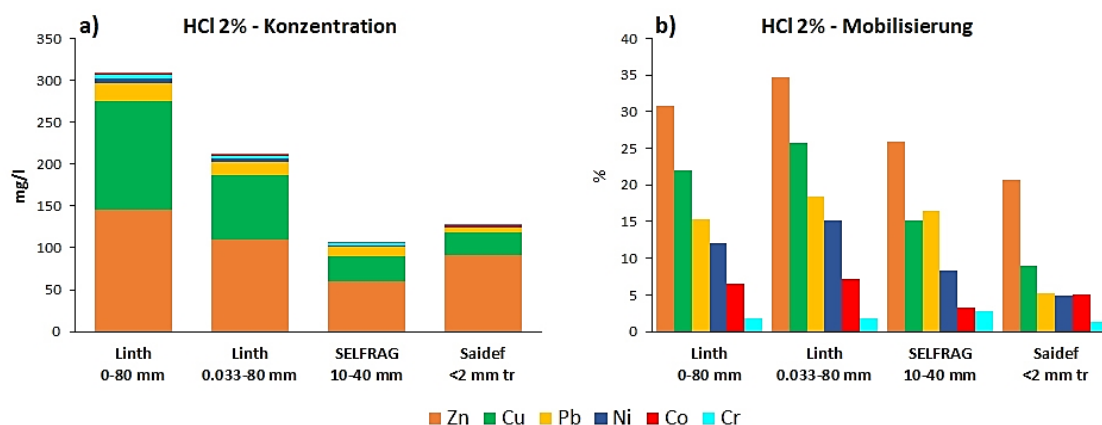 a) HCl 2% - Konzentration
350
300
250
200
150
100
50
0
mg/l
Linth
0-80 mm
Linth
0.033-80 mm
SELFRAG
10-40 mm
Saidef
<2 mm tr
b) HCl 2% - Mobilisierung
40
35
30
25
20
15
10
5
0
%
Linth
0-80 mm
Linth
0.033-80 mm
SELFRAG
10-40 mm
Saidef
<2 mm tr
Zn Cu Pb Ni Co Cr